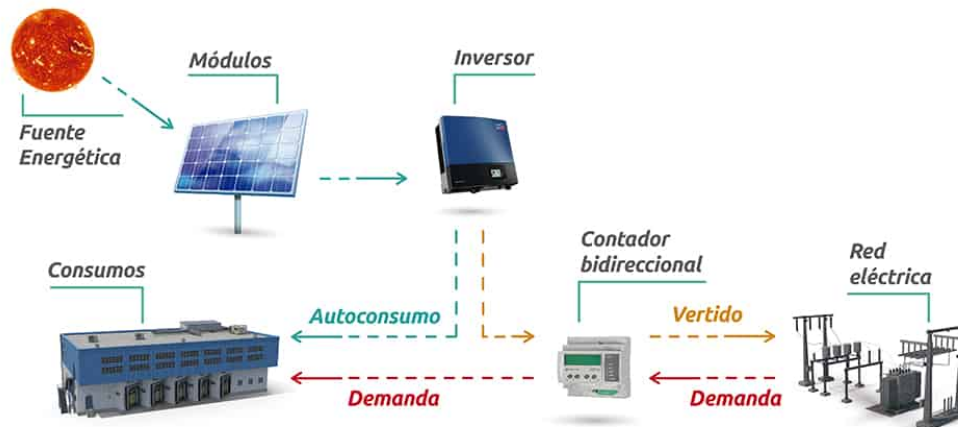 Módulos
Inversor
Fuente
Energética
Contador
bidireccional
Red
eléctrica
Consumos
Autoconsumo
Vertido
Demanda
Demanda